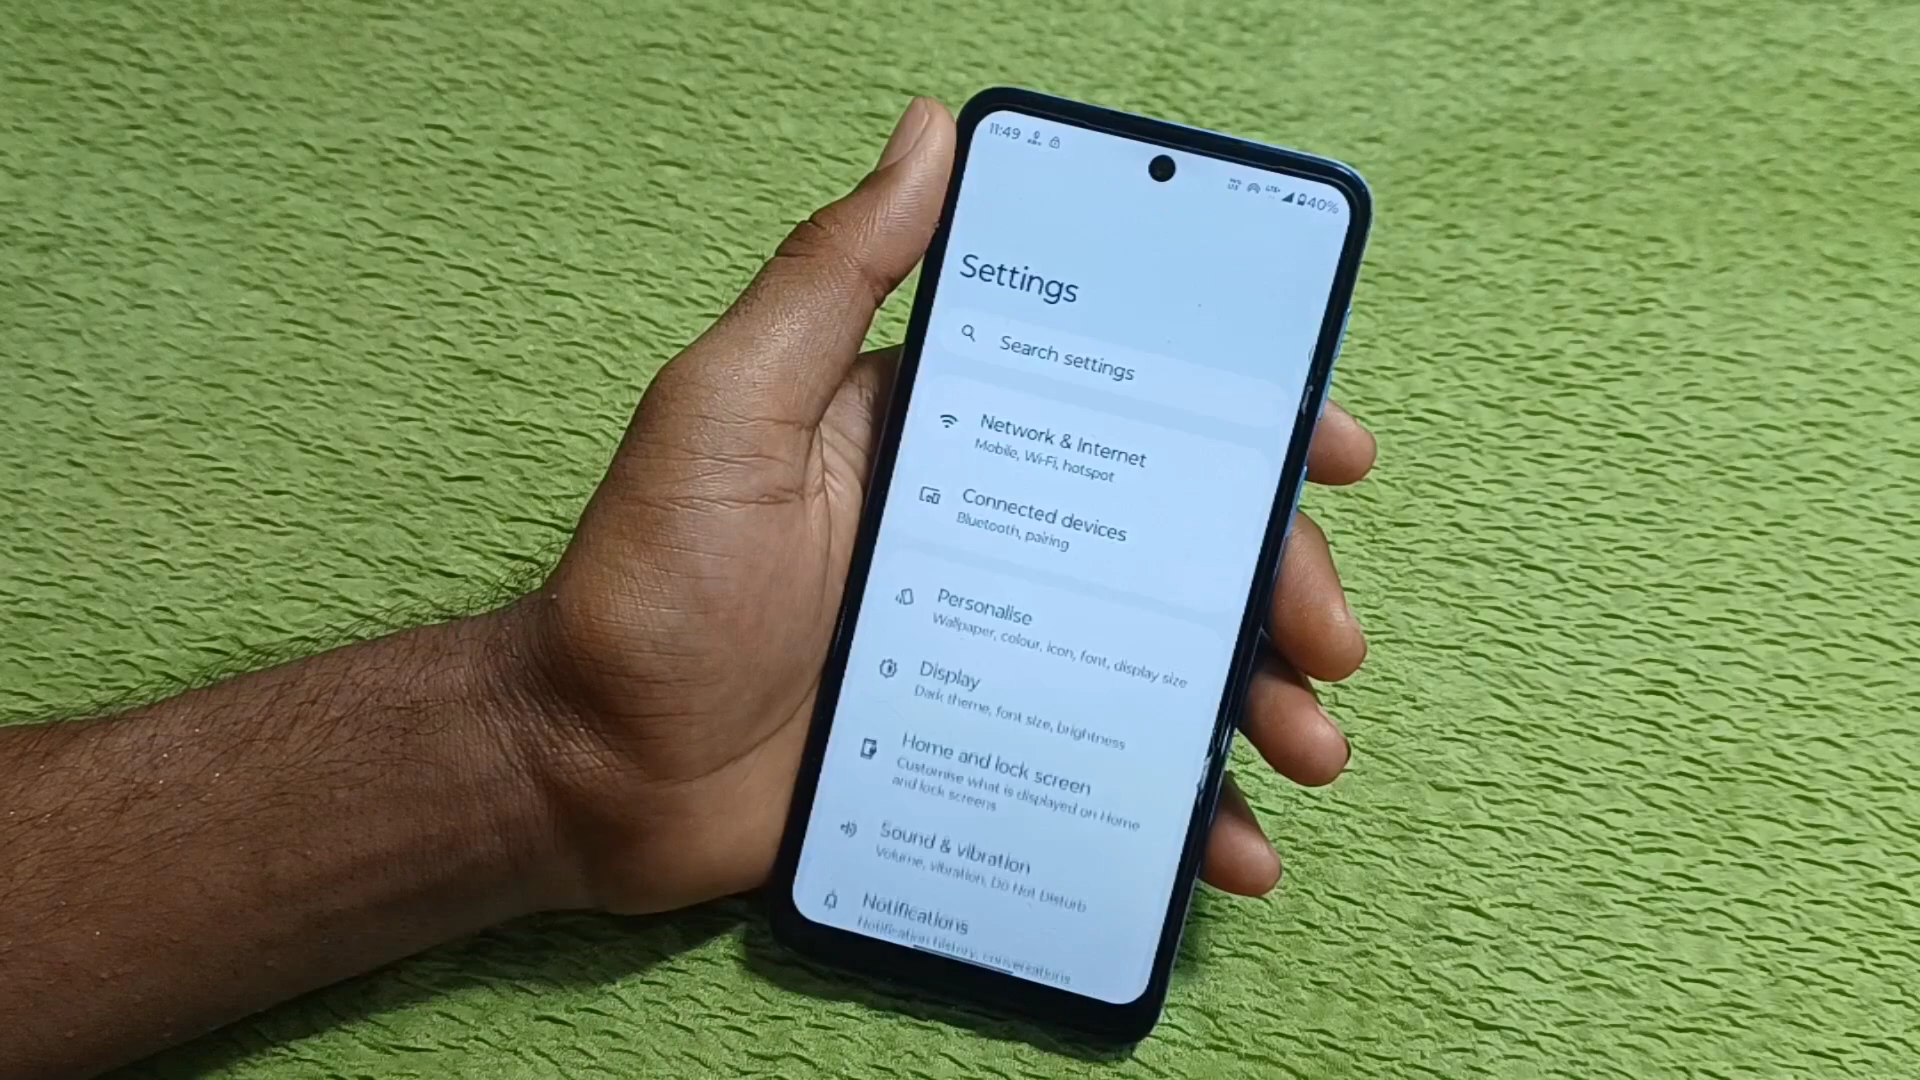 11:49
LTE+ 40%
Settings
Search settings
Network & internet
Mobile, Wi-Fi, hotspot
Connected devices
Bluetooth, pairing
Personalise
Wallpaper, colour, icon, font, display size
Display
Dark theme, font size, brightness
Home and lock screen
Customise what is displayed on Home
and lock screens
Sound & vibration
Volume, vibration, Do Not Disturb
Notifications
Notification history, conversations